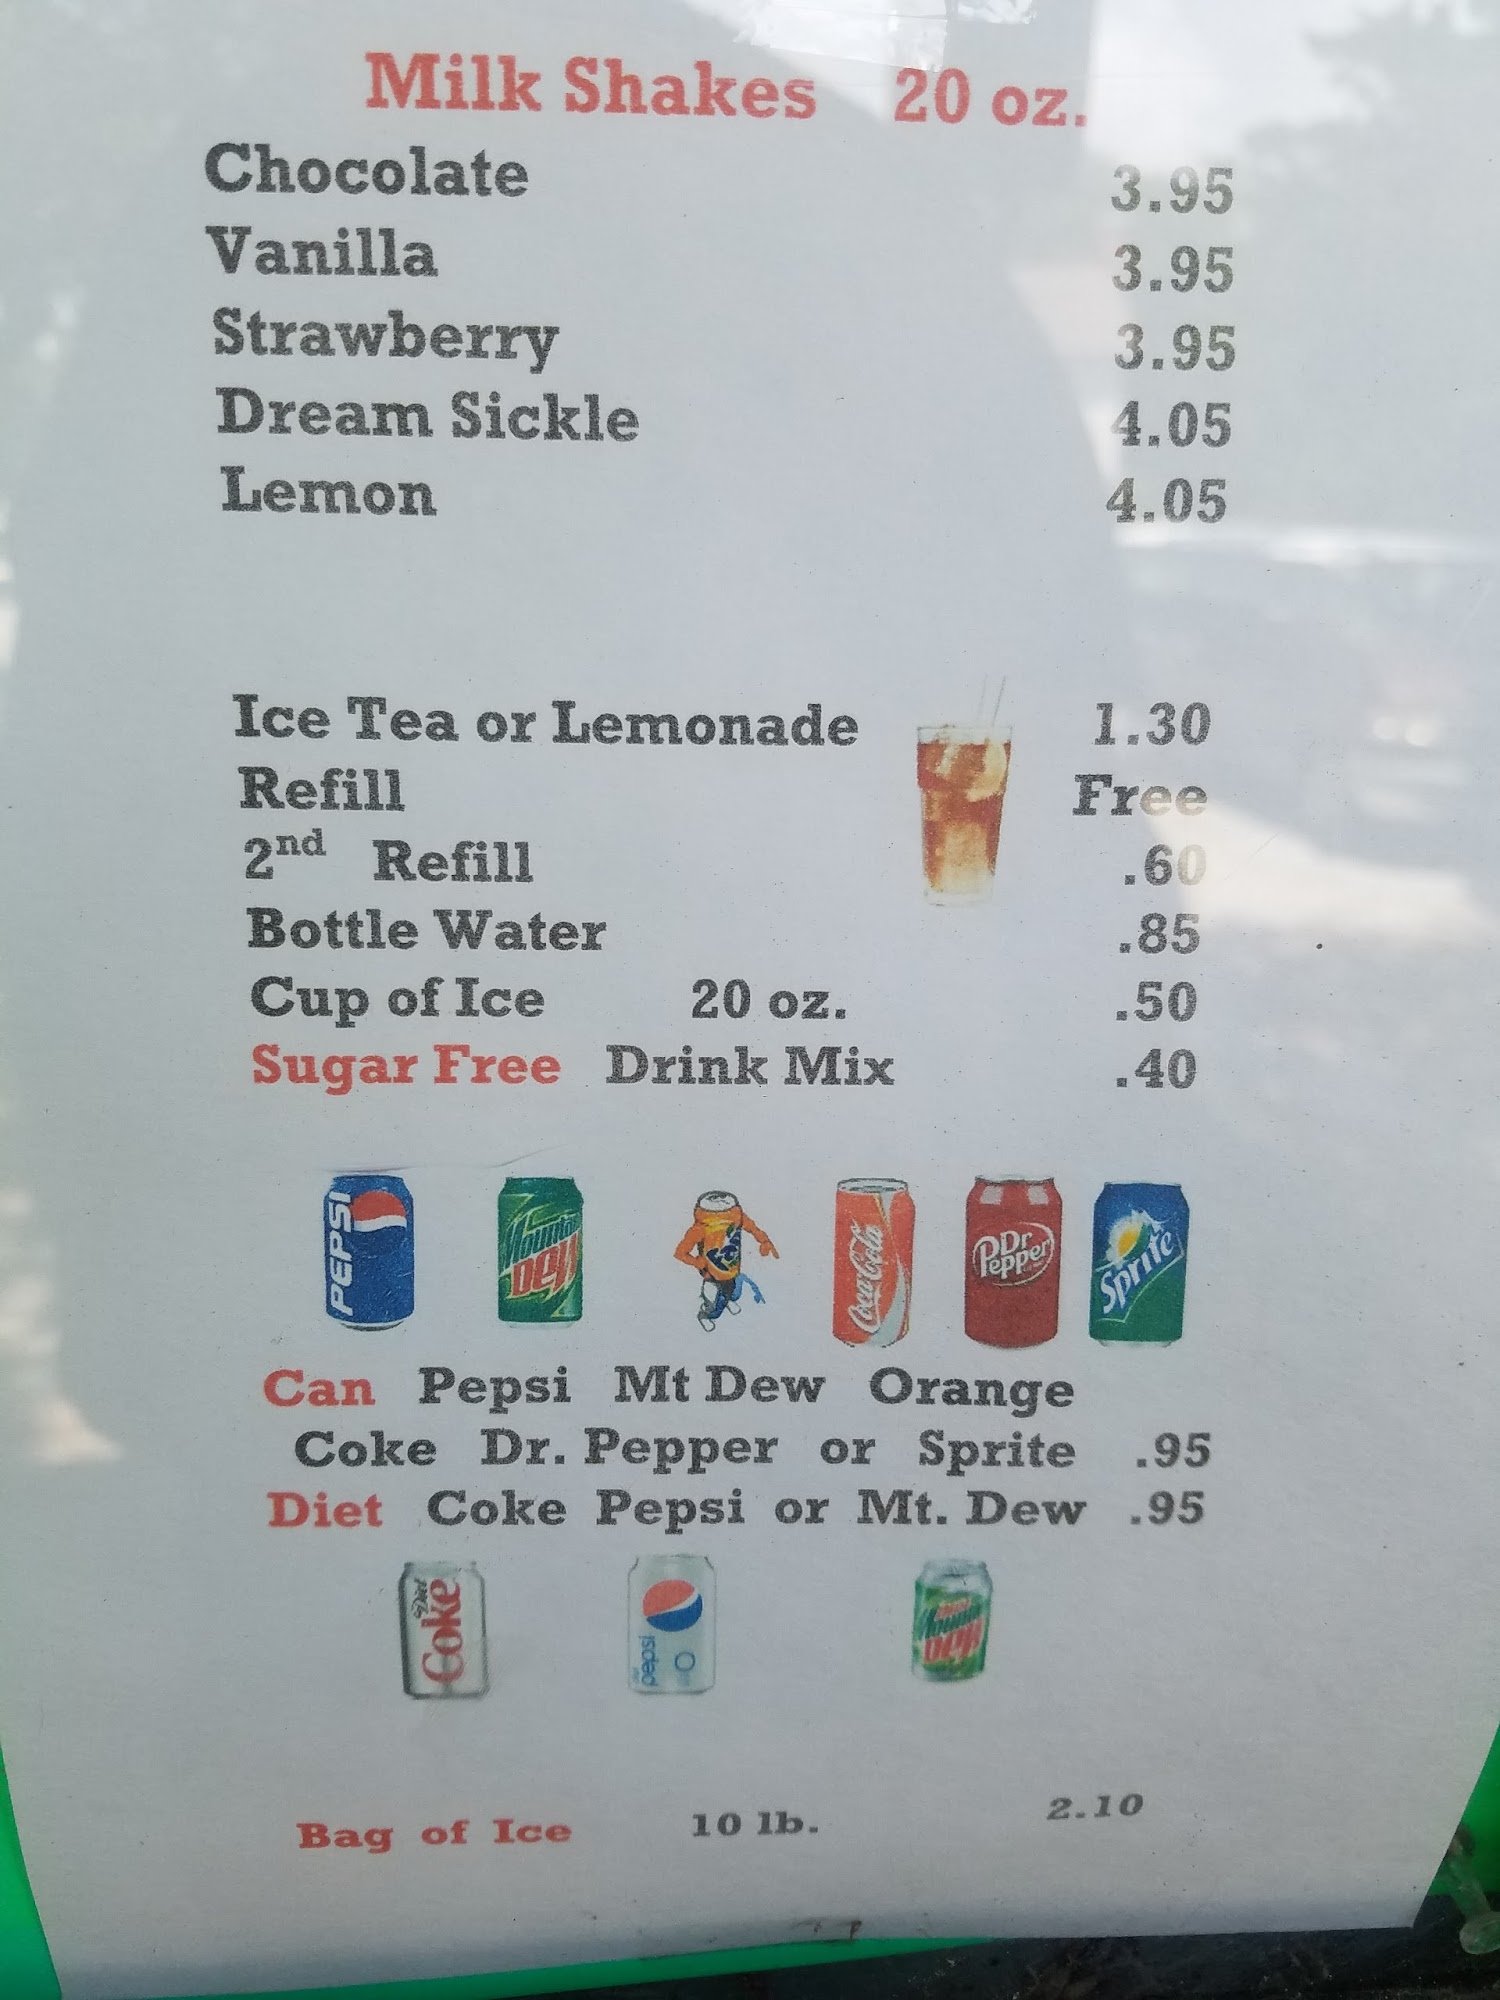 Milk Shakes 20 oz.
Chocolate 3.95
Vanilla 3.95
Strawberry 3.95
Dream Sickle 4.05
Lemon 4.05
Ice Tea or Lemonade 1.30
Refill Free
2nd Refill .60
Bottle Water .85
Cup of Ice 20 oz. .50
Sugar Free Drink Mix .40
PEPSI Mountain Dew Coca-Cola Dr Pepper Sprite
Can Pepsi Mt Dew Orange
Coke Dr. Pepper or Sprite .95
Diet Coke Pepsi or Mt. Dew .95
Diet Coke pepsi Mountain Dew
Bag of Ice 10 lb. 2.10